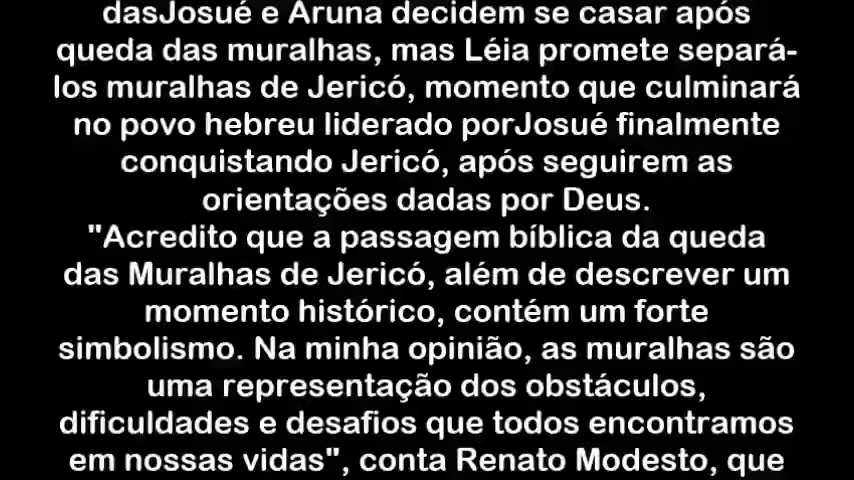 dasJosué e Aruna decidem se casar após
queda das muralhas, mas Léia promete separá-
los muralhas de Jericó, momento que culminará
no povo hebreu liderado porJosué finalmente
conquistando Jericó, após seguirem as
orientações dadas por Deus.
"Acredito que a passagem bíblica da queda
das Muralhas de Jericó, além de descrever um
momento histórico, contém um forte
simbolismo. Na minha opinião, as muralhas são
uma representação dos obstáculos,
dificuldades e desafios que todos encontramos
em nossas vidas", conta Renato Modesto, que